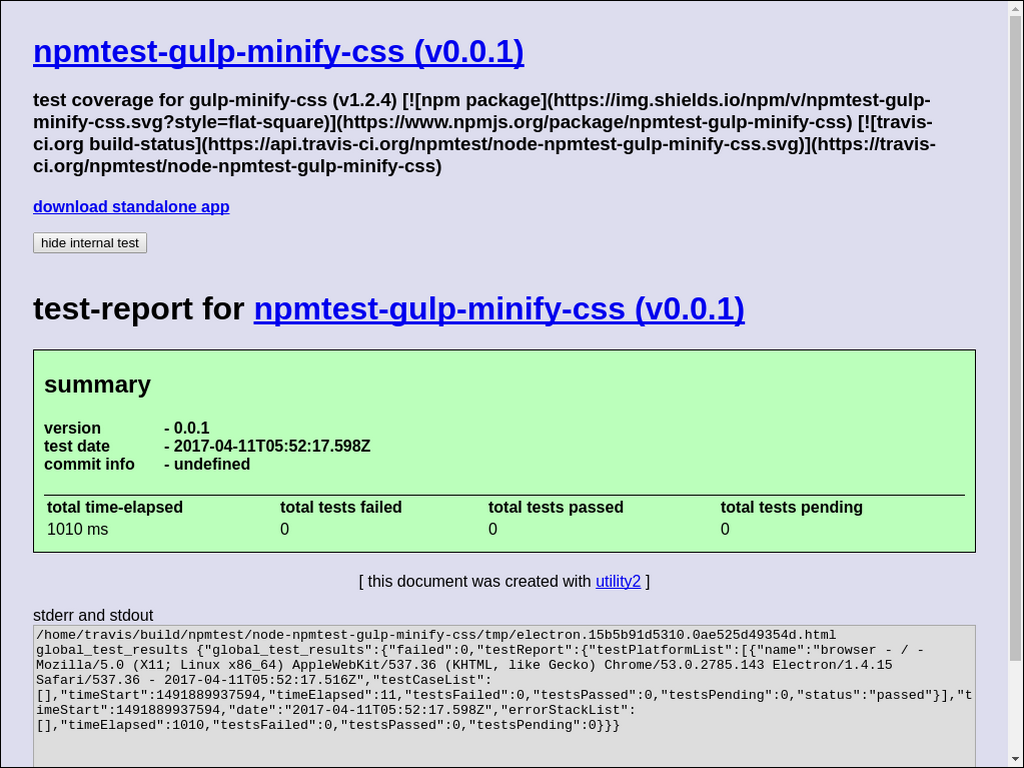 npmtest-gulp-minify-css (v0.0.1)
test coverage for gulp-minify-css (v1.2.4) [![npm package](https://img.shields.io/npm/v/npmtest-gulp-
minify-css.svg?style=flat-square)](https://www.npmjs.org/package/npmtest-gulp-minify-css) [![travis-
ci.org build-status](https://api.travis-ci.org/npmtest/node-npmtest-gulp-minify-css.svg)](https://travis-
ci.org/npmtest/node-npmtest-gulp-minify-css)
download standalone app
hide internal test
test-report for npmtest-gulp-minify-css (v0.0.1)
summary
version - 0.0.1
test date - 2017-04-11T05:52:17.598Z
commit info - undefined
total time-elapsed total tests failed total tests passed total tests pending
1010 ms 0 0 0
[ this document was created with utility2 ]
stderr and stdout
/home/travis/build/npmtest/node-npmtest-gulp-minify-css/tmp/electron.15b5b91d5310.0ae525d49354d.html
global_test_results {"global_test_results":{"failed":0,"testReport":{"testPlatformList":[{"name":"browser - / -
Mozilla/5.0 (X11; Linux x86_64) AppleWebKit/537.36 (KHTML, like Gecko) Chrome/53.0.2785.143 Electron/1.4.15
Safari/537.36 - 2017-04-11T05:52:17.516Z","testCaseList":
[],"timeStart":1491889937594,"timeElapsed":11,"testsFailed":0,"testsPassed":0,"testsPending":0,"status":"passed"}],"t
imeStart":1491889937594,"date":"2017-04-11T05:52:17.598Z","errorStackList":
[],"timeElapsed":1010,"testsFailed":0,"testsPassed":0,"testsPending":0}}}